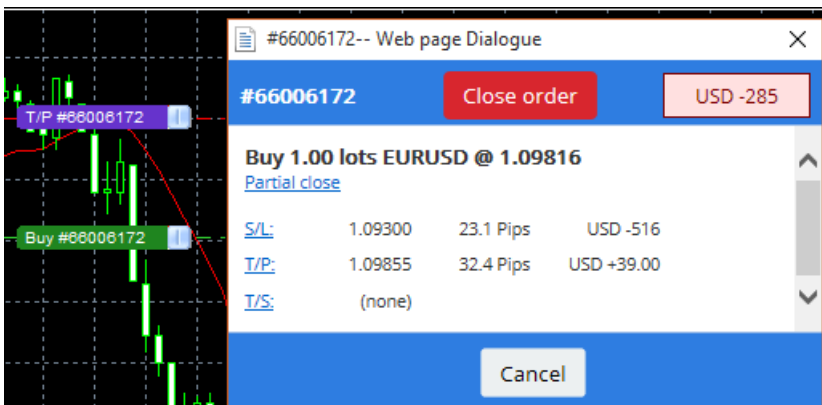 #66006172-- Web page Dialogue
#66006172 Close order USD -285
T/P #66006172
Buy 1.00 lots EURUSD @ 1.09816
Partial close
Buy #66006172
S/L: 1.09300 23.1 Pips USD -516
T/P: 1.09855 32.4 Pips USD +39.00
T/S: (none)
Cancel